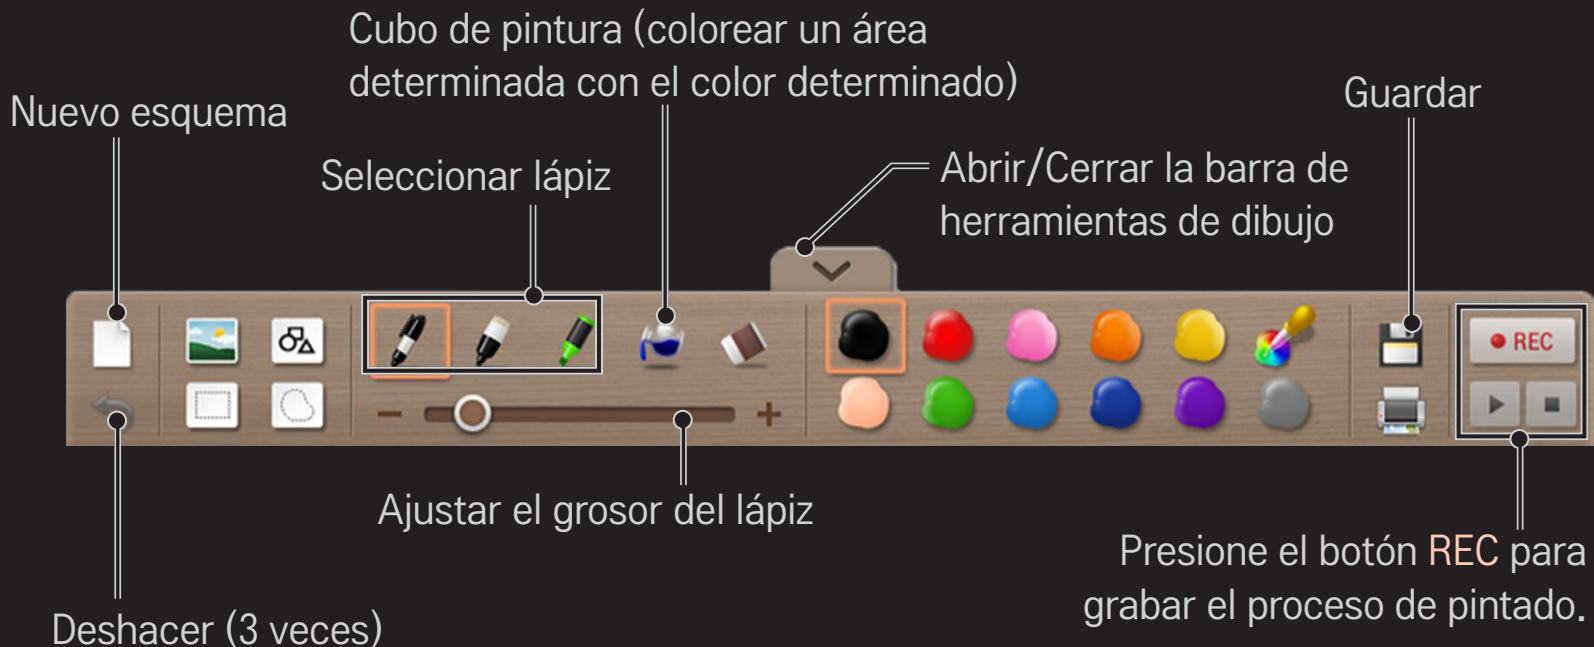 Cubo de pintura (colorear un área
determinada con el color determinado)
Nuevo esquema
Guardar
Seleccionar lápiz
Abrir/Cerrar la barra de
herramientas de dibujo
REC
Ajustar el grosor del lápiz
Presione el botón REC para
grabar el proceso de pintado.
Deshacer (3 veces)